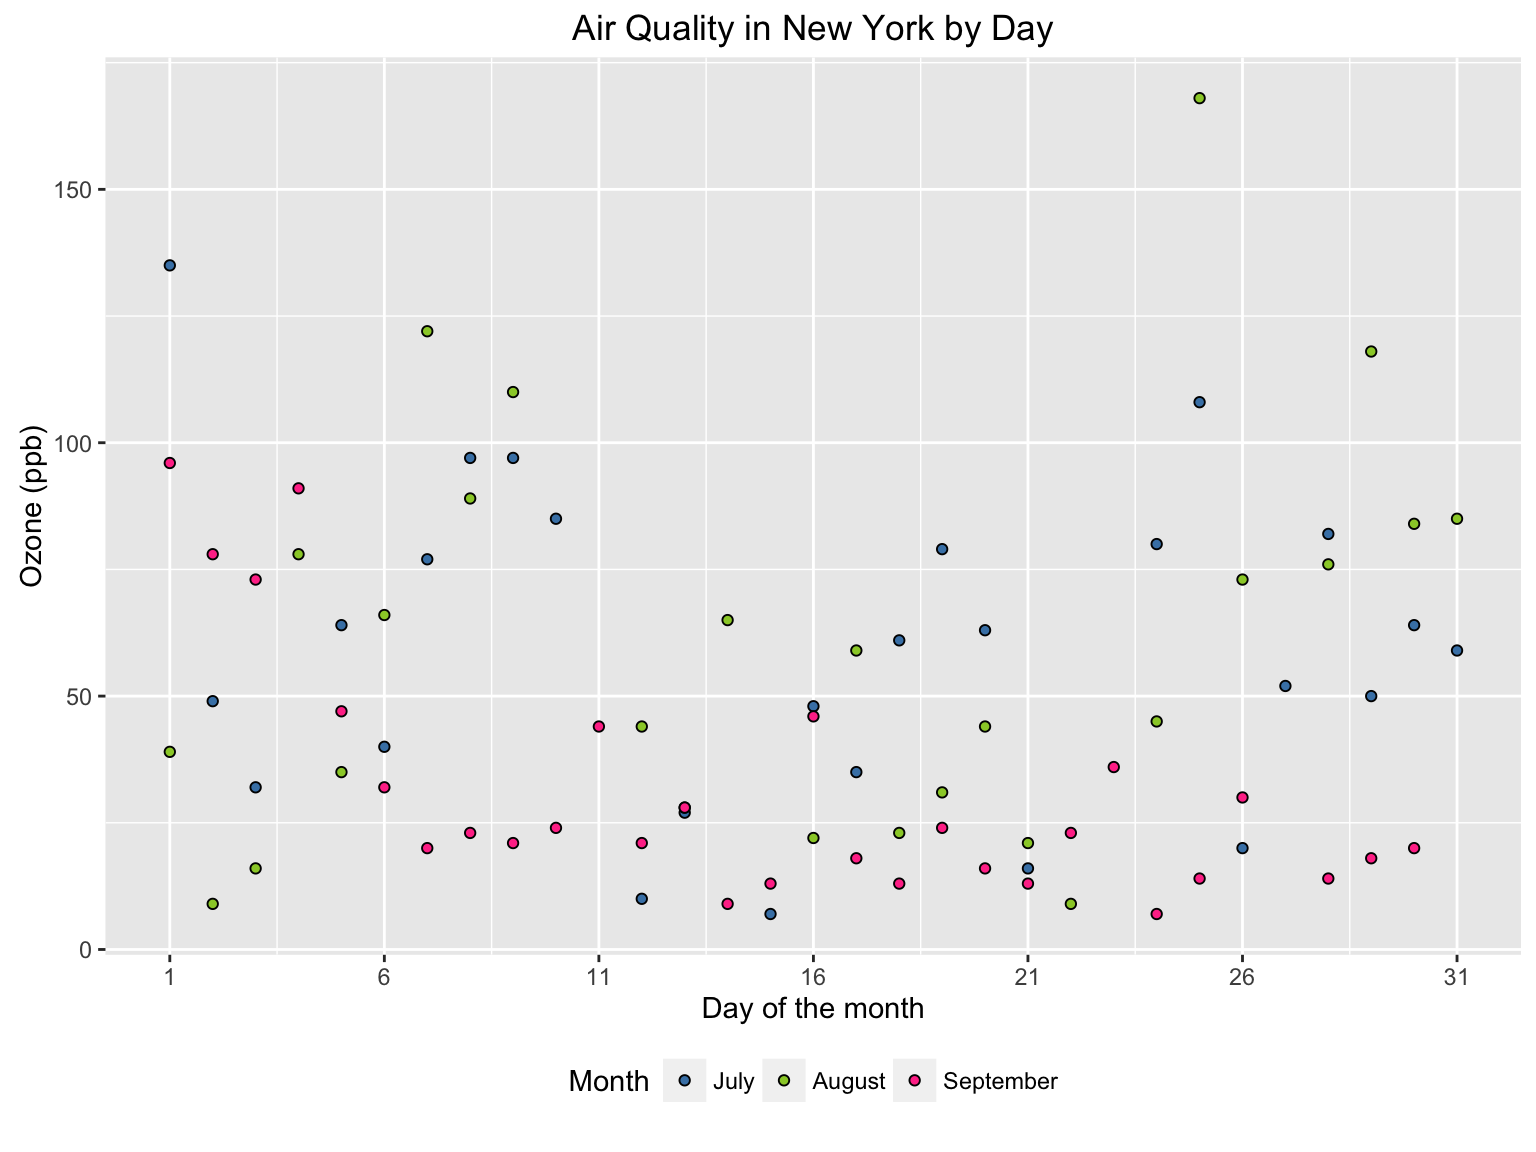 Air Quality in New York by Day
Ozone (ppb)
150
100
50
0
1 6 11 16 21 26 31
Day of the month
Month July August September